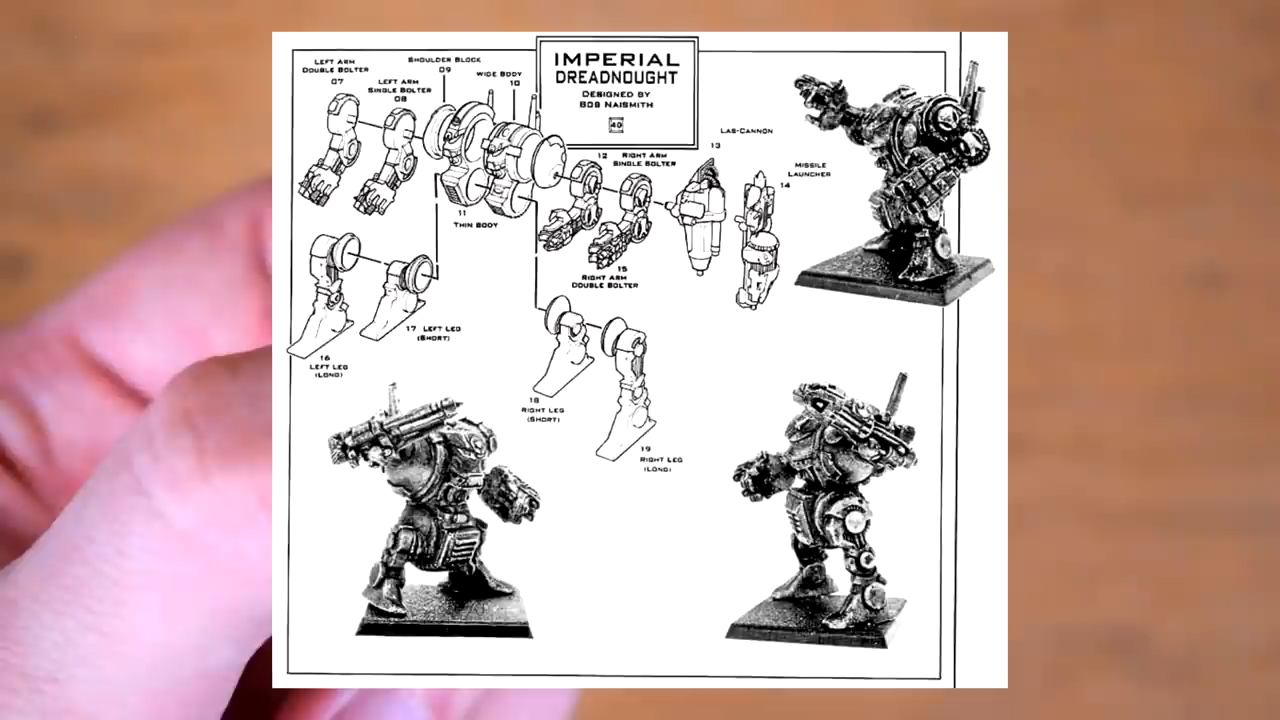 IMPERIAL
DREADNOUGHT
DESIGNED BY
BOB NAISMITH
40
LEFT ARM
DOUBLE BOLTER
07
LEFT ARM
SINGLE BOLTER
08
SHOULDER BLOCK
09
WIDE BODY
10
11
THIN BODY
12
RIGHT ARM
SINGLE BOLTER
LAS-CANNON
13
MISSILE
LAUNCHER
14
15
RIGHT ARM
DOUBLE BOLTER
16
LEFT LEG
(LONG)
17 LEFT LEG
(SHORT)
18
RIGHT LEG
(SHORT)
19
RIGHT LEG
(LONG)